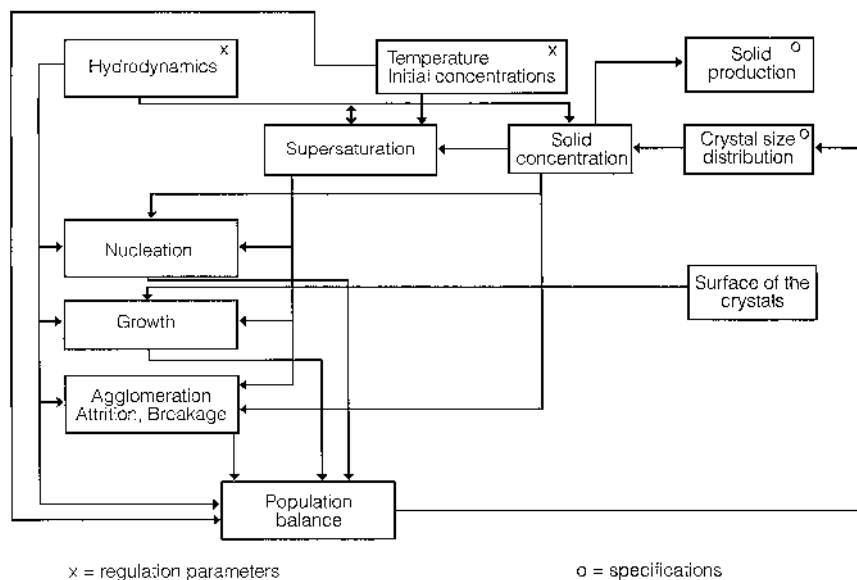 Hydrodynamics x
Temperature x
Initial concentrations
Solid o
production
Supersaturation
Solid
concentration
Crystal size o
distribution
Nucleation
Surface of the
crystals
Growth
Agglomeration
Attrition, Breakage
Population
balance
x = regulation parameters
o = specifications